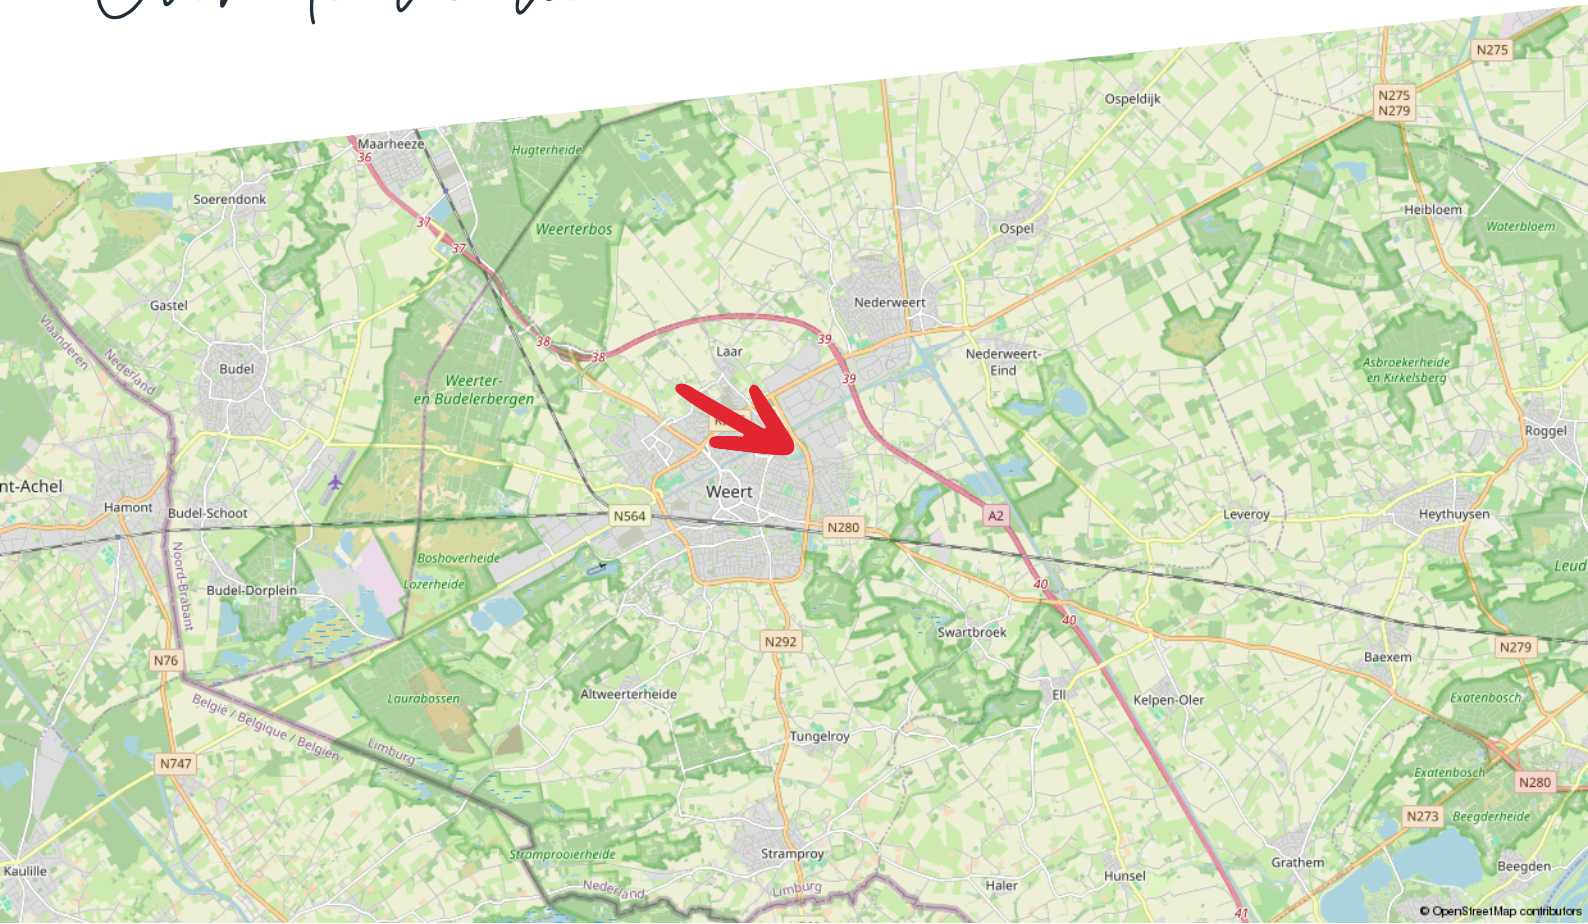 Ospeldijk
N275
N275
N279
Maarheeze
36
Hugterheide
Soerendonk
Heibloem
Waterbloem
37
Weerterbos
Ospel
37
Gastel
Nederweert
Vlaanderen
Nederland
38
38
39
Laar
Nederweert-
Eind
Budel
Asbroekerheide
en Kirkelsberg
39
Weerter-
en Budelerbergen
Roggel
nt-Achel
Weert
Hamont
Budel-Schoot
N564
N280
A2
Leveroy
Heythuysen
Boshoverheide
Noord-Brabant
Lozerheide
Budel-Dorplein
40
Leud
40
Swartbroek
N292
N279
N76
Baexem
Altweerterheide
Ell
Kelpen-Oler
Exatenbosch
Laurabossen
België / Belgique / Belgien
Limburg
Tungelroy
N747
Exatenbosch
N280
N273
Beegderheide
Stramprooierheide
Stramproy
Kaulille
Grathem
Beegden
Hunsel
Haler
Nederland
Limburg
41
© OpenStreetMap contributors